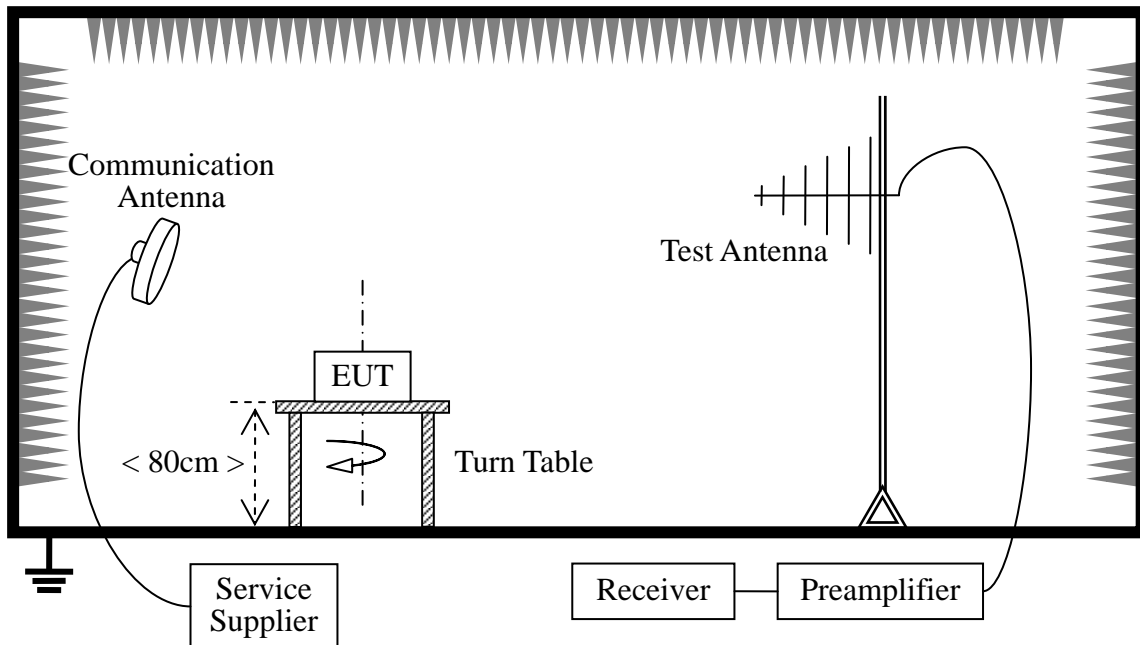 Communication
Antenna
Test Antenna
EUT
< 80cm >
Turn Table
Service
Supplier
Receiver
Preamplifier